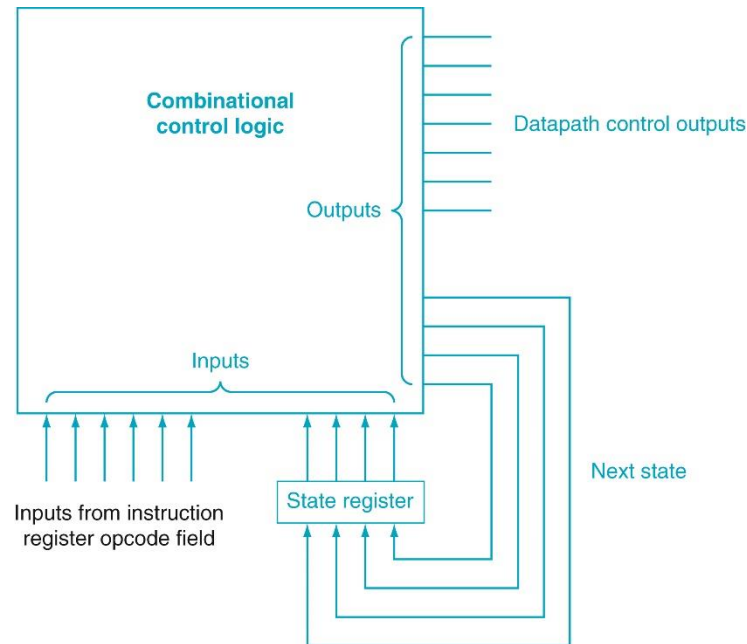 Combinational
control logic
Datapath control outputs
Outputs
Inputs
Next state
State register
Inputs from instruction
register opcode field